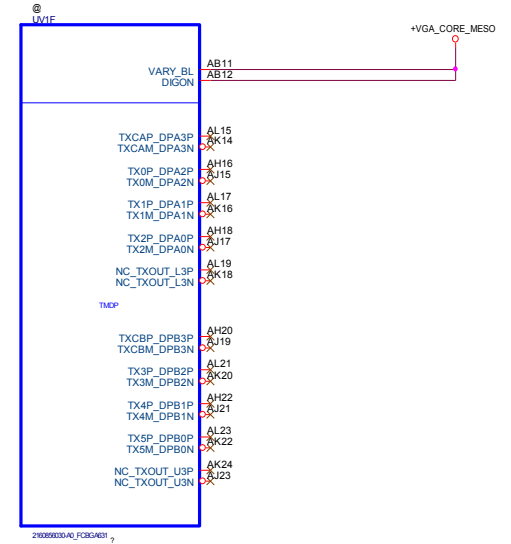 @
UV1F
+VGA_CORE_MESO
VARY_BL AB11
DIGON AB12
TXCAP_DPA3P AL15
TXCAM_DPA3N AK14
TX0P_DPA2P AH16
TX0M_DPA2N AJ15
TX1P_DPA1P AL17
TX1M_DPA1N AK16
TX2P_DPA0P AH18
TX2M_DPA0N AJ17
NC_TXOUT_L3P AL19
NC_TXOUT_L3N AK18
TMDP
TXCBP_DPB3P AH20
TXCBM_DPB3N AJ19
TX3P_DPB2P AL21
TX3M_DPB2N AK20
TX4P_DPB1P AH22
TX4M_DPB1N AJ21
TX5P_DPB0P AL23
TX5M_DPB0N AK22
NC_TXOUT_U3P AK24
NC_TXOUT_U3N AJ23
2160856030-A0_FCBGA631
?